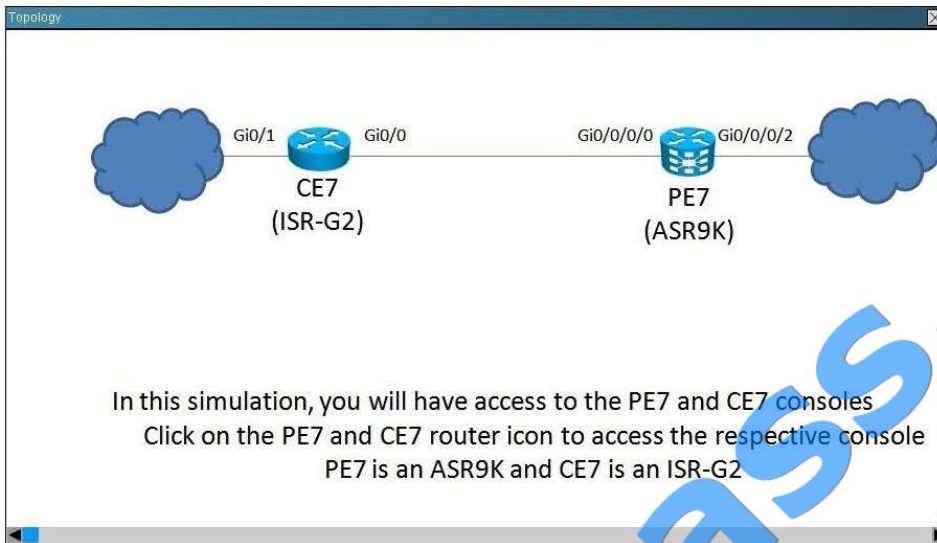 Topology
Gi0/1
Gi0/0
Gi0/0/0/0
Gi0/0/0/2
CE7
(ISR-G2)
PE7
(ASR9K)
In this simulation, you will have access to the PE7 and CE7 consoles
Click on the PE7 and CE7 router icon to access the respective console
PE7 is an ASR9K and CE7 is an ISR-G2
ass